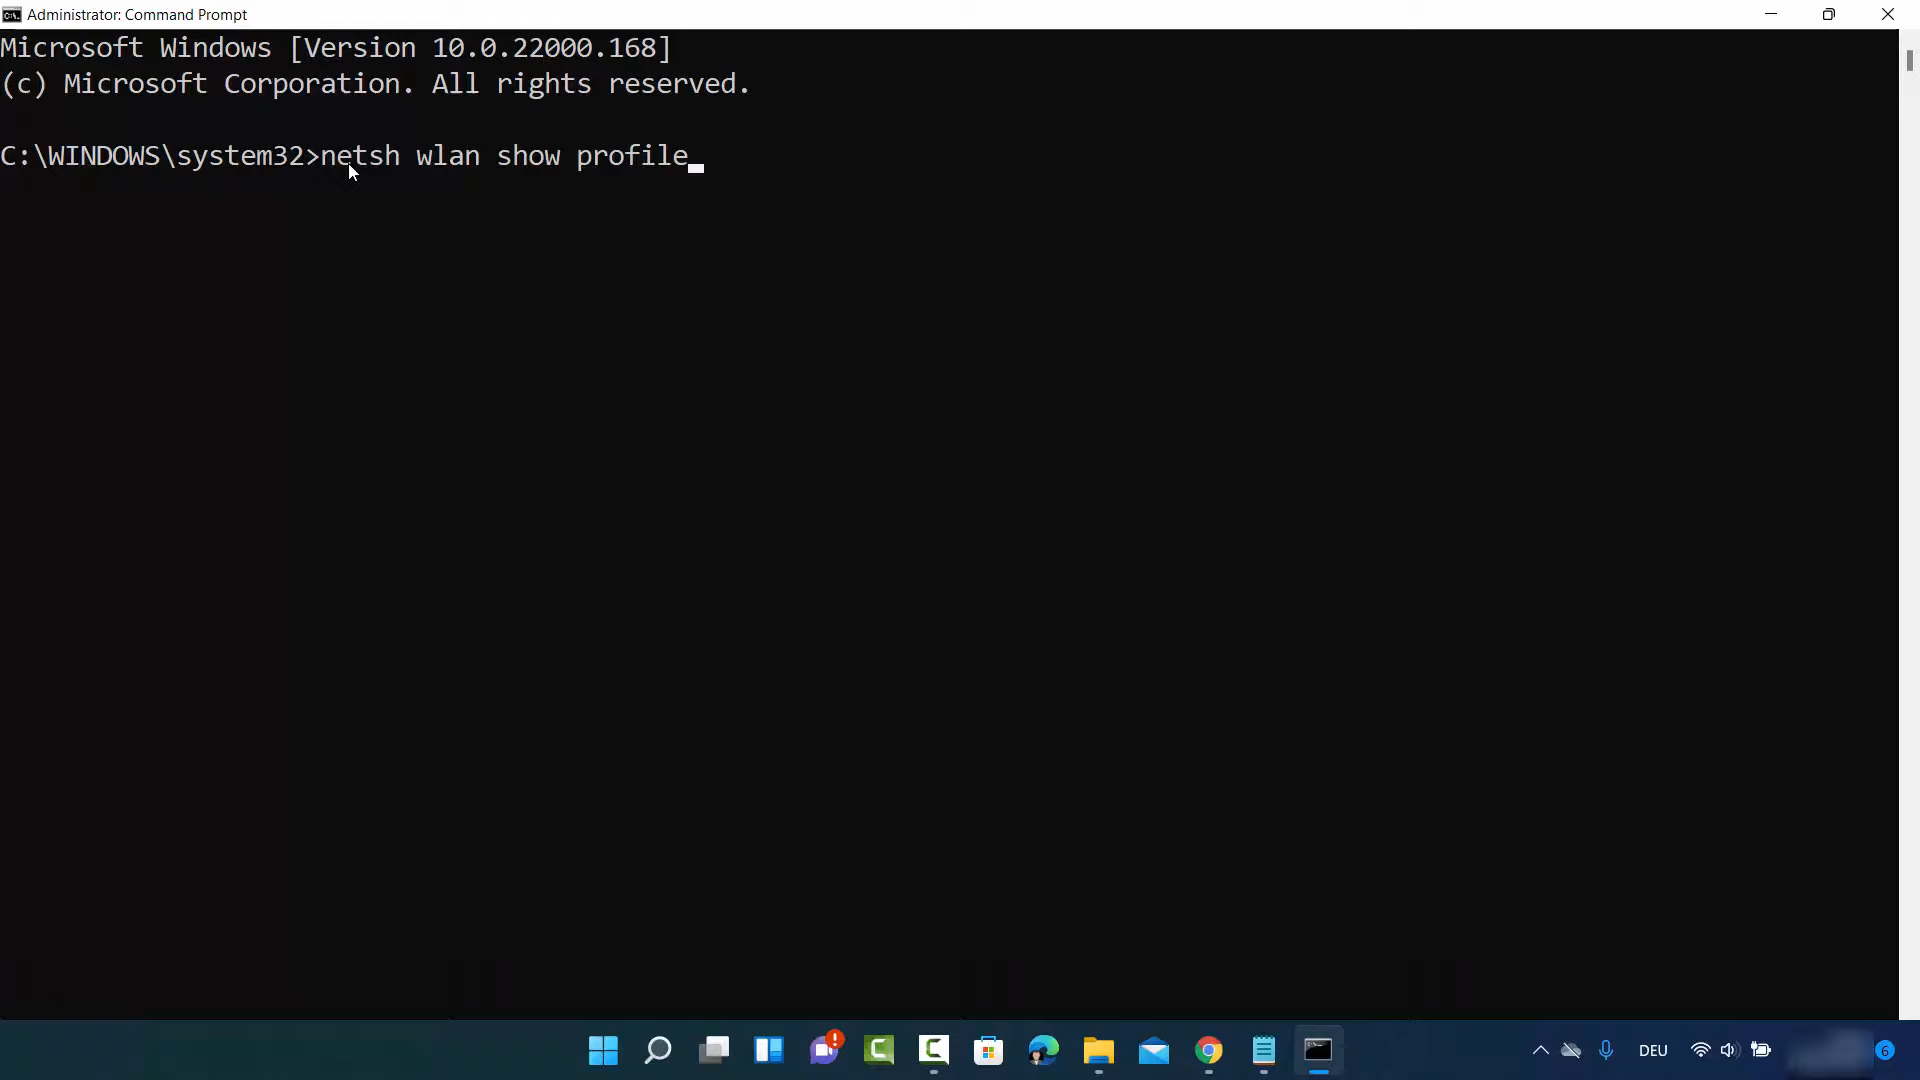 Administrator: Command Prompt
Microsoft Windows [Version 10.0.22000.168]
(c) Microsoft Corporation. All rights reserved.
C:\WINDOWS\system32>netsh wlan show profile
DEU
6